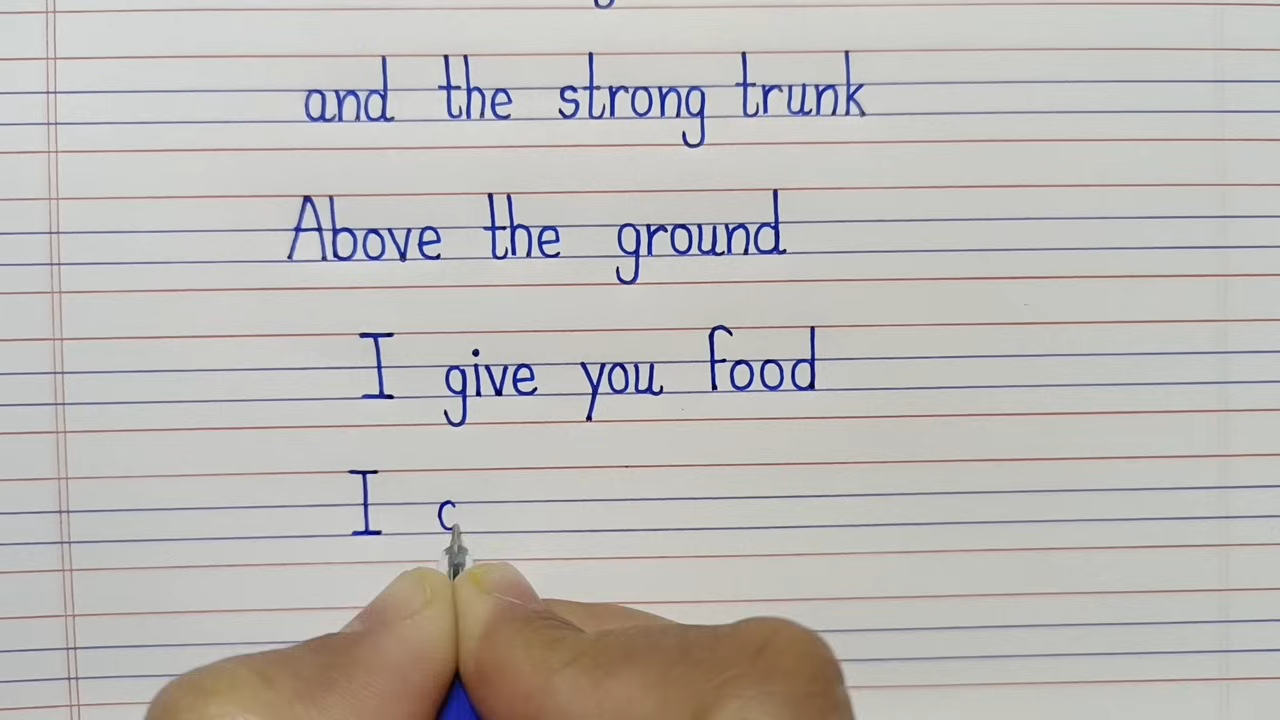 and the strong trunk
Above the ground
I give you food
I